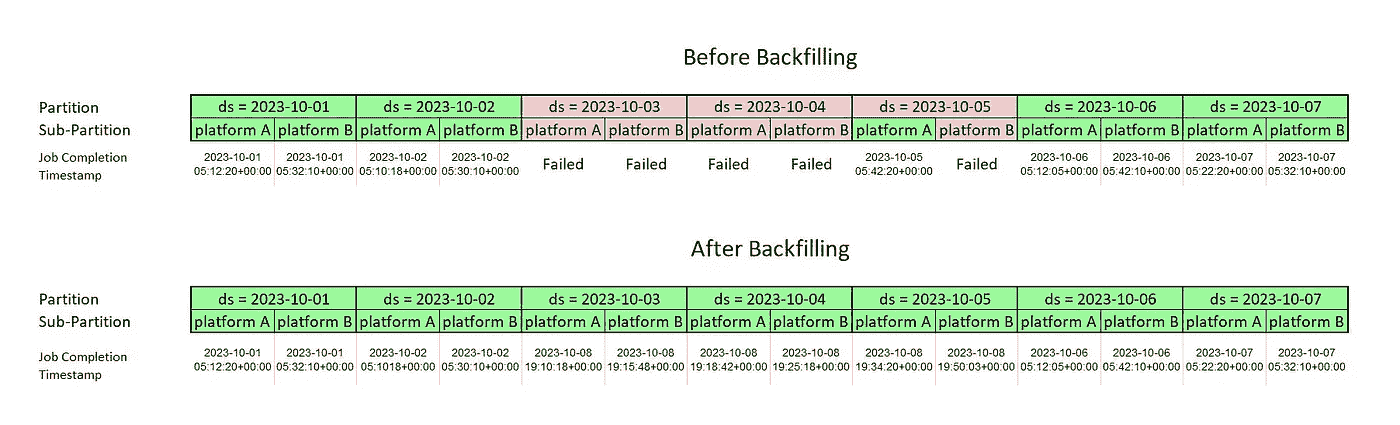 Before Backfilling
Partition ds = 2023-10-01 ds = 2023-10-02 ds = 2023-10-03 ds = 2023-10-04 ds = 2023-10-05 ds = 2023-10-06 ds = 2023-10-07
Sub-Partition platform A platform B platform A platform B platform A platform B platform A platform B platform A platform B platform A platform B platform A platform B
Job Completion 2023-10-01 2023-10-01 2023-10-02 2023-10-02 Failed Failed Failed Failed 2023-10-05 Failed 2023-10-06 2023-10-06 2023-10-07 2023-10-07
Timestamp 05:12:20+00:00 05:32:10+00:00 05:10:18+00:00 05:30:10+00:00 05:42:20+00:00 05:12:05+00:00 05:42:10+00:00 05:22:20+00:00 05:32:10+00:00
After Backfilling
Partition ds = 2023-10-01 ds = 2023-10-02 ds = 2023-10-03 ds = 2023-10-04 ds = 2023-10-05 ds = 2023-10-06 ds = 2023-10-07
Sub-Partition platform A platform B platform A platform B platform A platform B platform A platform B platform A platform B platform A platform B platform A platform B
Job Completion 2023-10-01 2023-10-01 2023-10-02 2023-10-02 2023-10-08 2023-10-08 2023-10-08 2023-10-08 2023-10-08 2023-10-08 2023-10-06 2023-10-06 2023-10-07 2023-10-07
Timestamp 05:12:20+00:00 05:32:10+00:00 05:1018+00:00 05:30:10+00:00 19:10:18+00:00 19:15:48+00:00 19:18:42+00:00 19:25:18+00:00 19:34:20+00:00 19:50:03+00:00 05:12:05+00:00 05:42:10+00:00 05:22:20+00:00 05:32:10+00:00